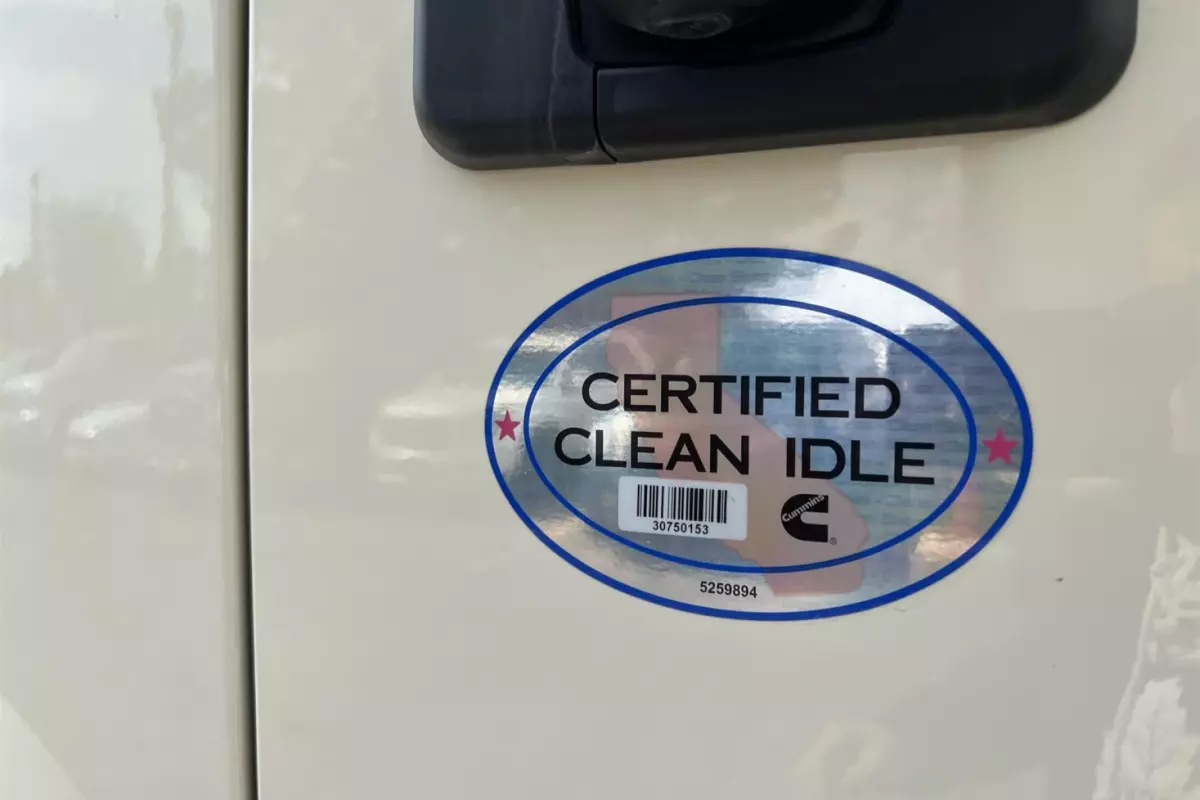 CERTIFIED
CLEAN IDLE
30750153
Cummins
®
5259894